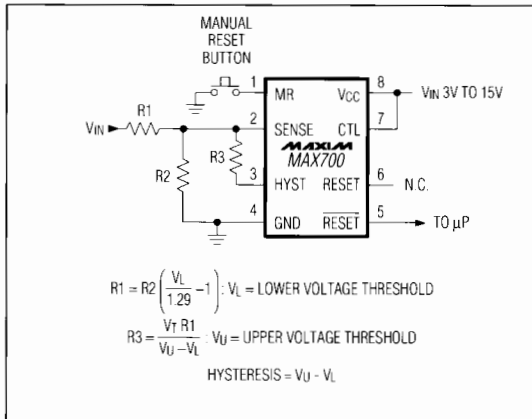 MANUAL
RESET
BUTTON
1 MR VCC 8
VIN 3V TO 15V
R1
VIN
2 SENSE CTL 7
MAXIM
MAX700
R3
R2
3 HYST RESET 6 N.C.
4 GND RESET 5 TO µP
R1 = R2 (VL/1.29 −1) : VL = LOWER VOLTAGE THRESHOLD
R3 = VT R1/VU−VL : VU = UPPER VOLTAGE THRESHOLD
HYSTERESIS = VU - VL